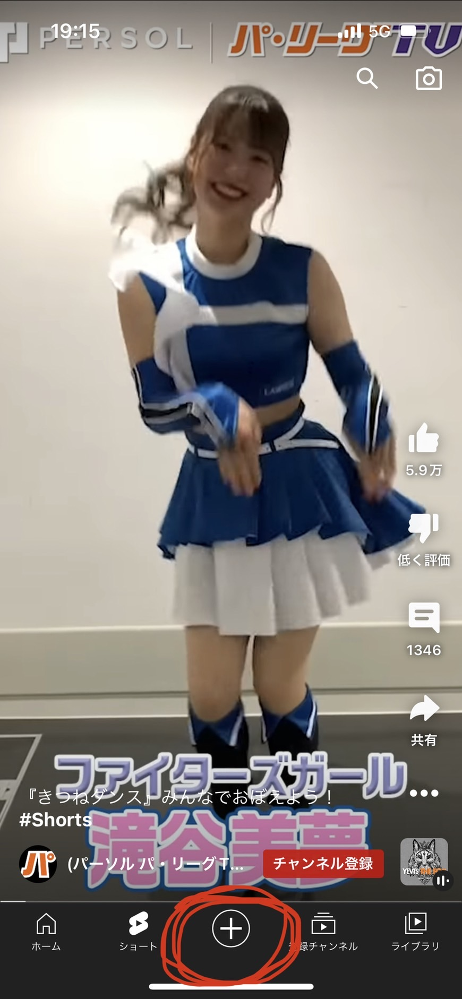 19:15
5G
PERSOL
パ・リーグTV
5.9万
低く評価
1346
共有
ファイターズガール
『きつねダンス』みんなでおぼえよう！
#Shorts
滝谷美夢
パ
(パーソル パ・リーグT...
チャンネル登録
YLVIS
ホーム
ショート
登録チャンネル
ライブラリ